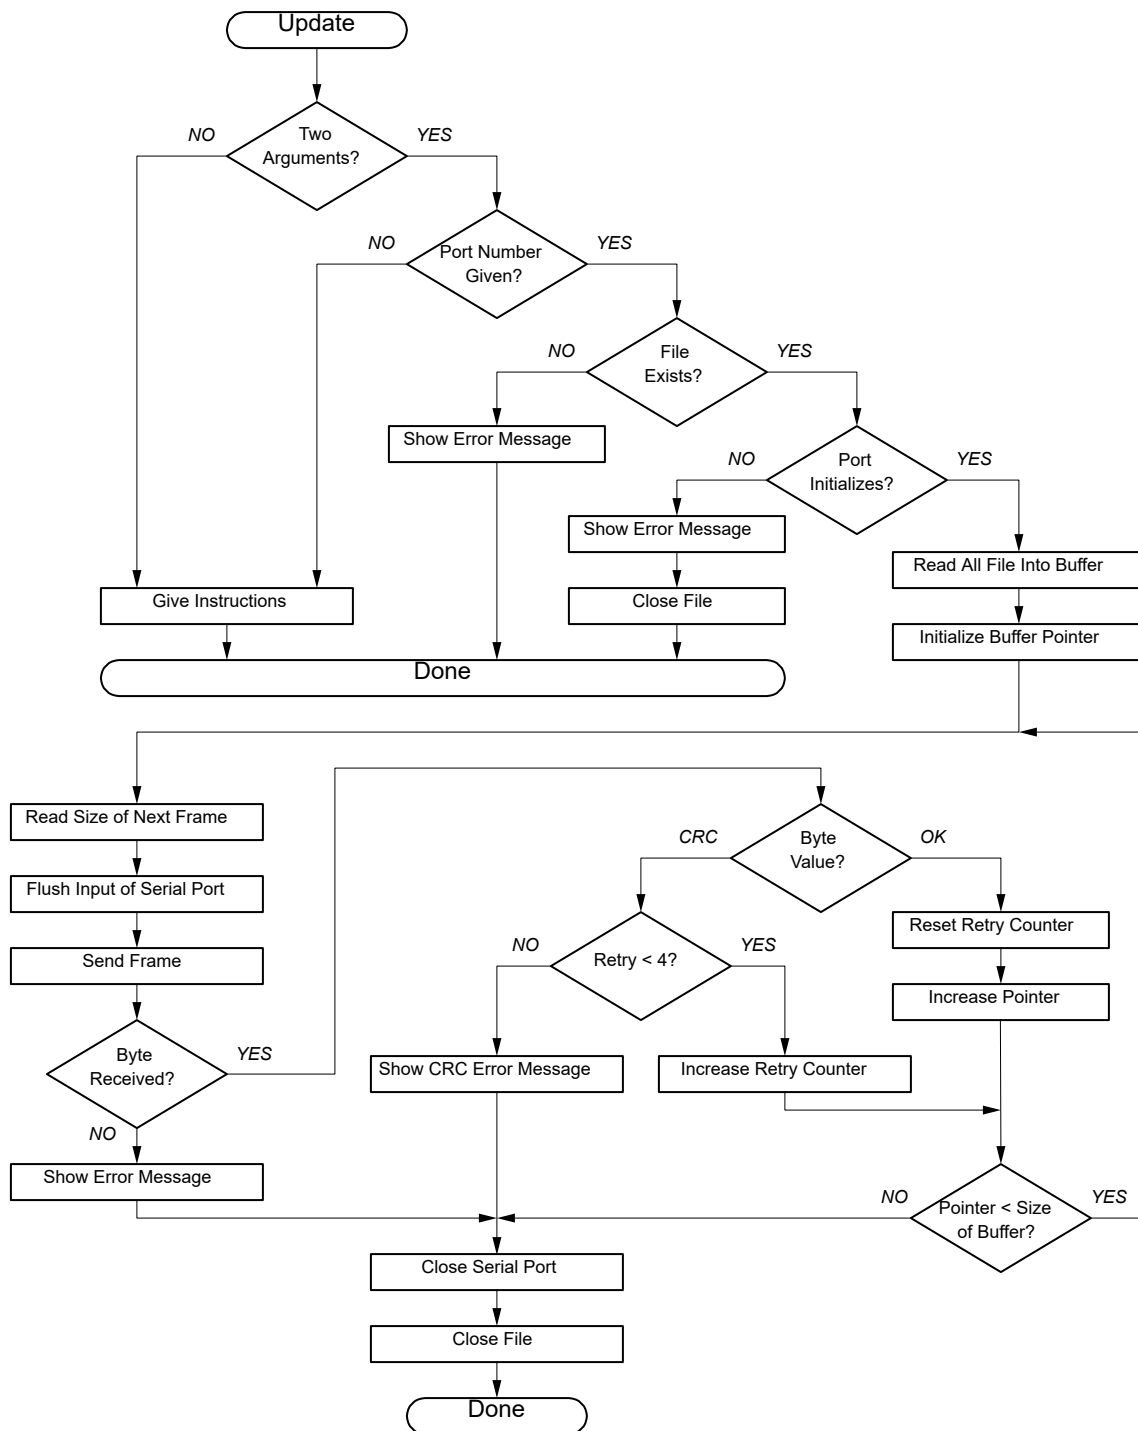 Update
NO
Two
Arguments?
YES
NO
Port Number
Given?
YES
NO
File
Exists?
YES
Show Error Message
NO
Port
Initializes?
YES
Show Error Message
Read All File Into Buffer
Give Instructions
Close File
Initialize Buffer Pointer
Done
Read Size of Next Frame
CRC
Byte
Value?
OK
Flush Input of Serial Port
Reset Retry Counter
Send Frame
NO
Retry < 4?
YES
Increase Pointer
Byte
Received?
YES
Show CRC Error Message
Increase Retry Counter
NO
Show Error Message
NO
Pointer < Size
of Buffer?
YES
Close Serial Port
Close File
Done